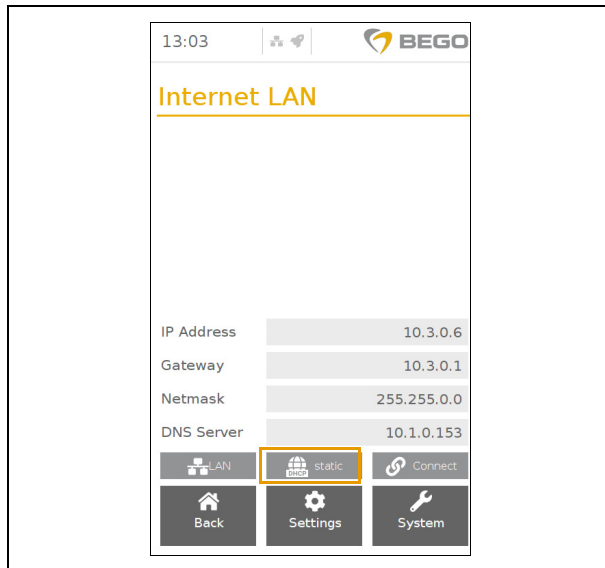 13:03 BEGO
Internet LAN
IP Address 10.3.0.6
Gateway 10.3.0.1
Netmask 255.255.0.0
DNS Server 10.1.0.153
LAN DHCP static Connect
Back Settings System